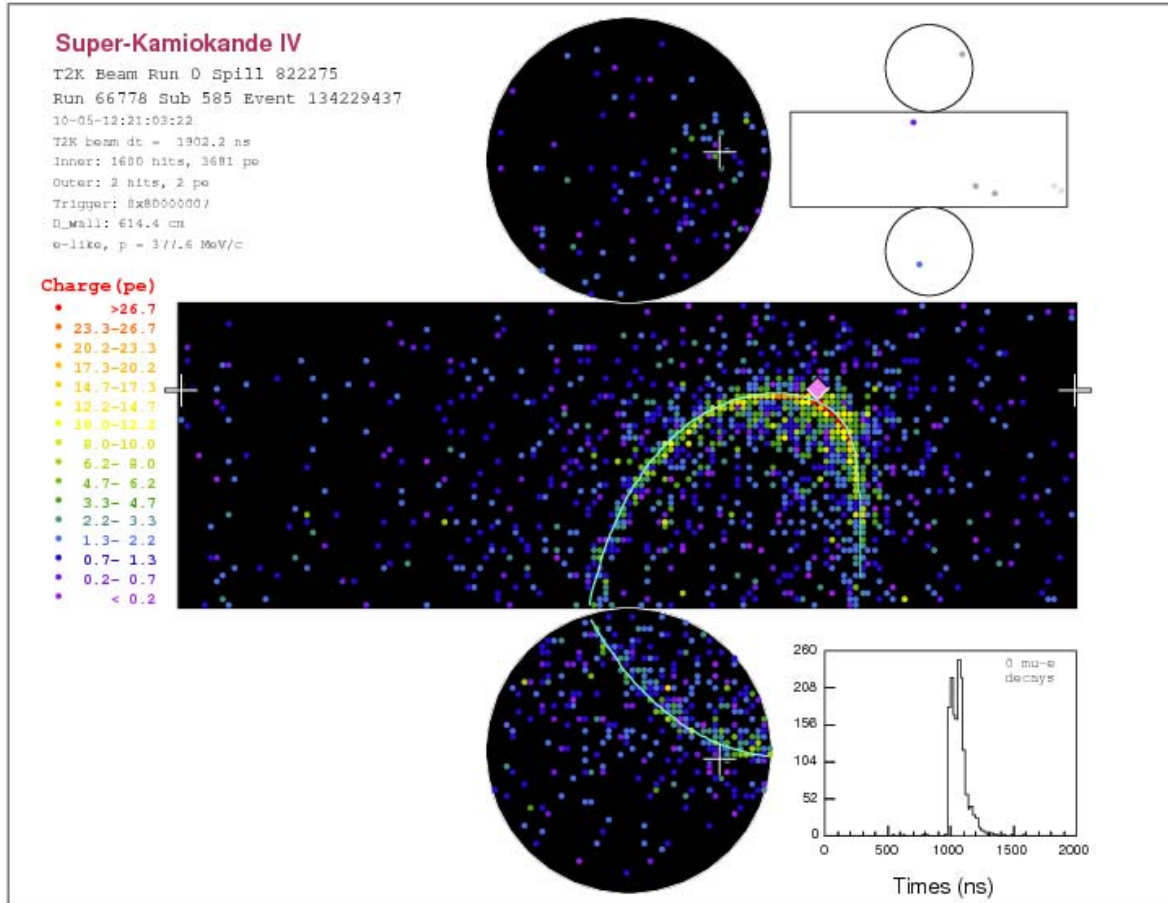 Super-Kamiokande IV
T2K Beam Run 0 Spill 822275
Run 66778 Sub 585 Event 134229437
10-05-12:21:03:22
T2K beam dt = 1902.2 ns
Inner: 1600 hits, 3681 pe
Outer: 2 hits, 2 pe
Trigger: 0x80000007
D_wall: 614.4 cm
e-like, p = 377.6 MeV/c
Charge(pe)
>26.7
23.3-26.7
20.2-23.3
17.3-20.2
14.7-17.3
12.2-14.7
10.0-12.2
8.0-10.0
6.2- 8.0
4.7- 6.2
3.3- 4.7
2.2- 3.3
1.3- 2.2
0.7- 1.3
0.2- 0.7
< 0.2
0 mu-e
decays
260
208
156
104
52
0
0 500 1000 1500 2000
Times (ns)